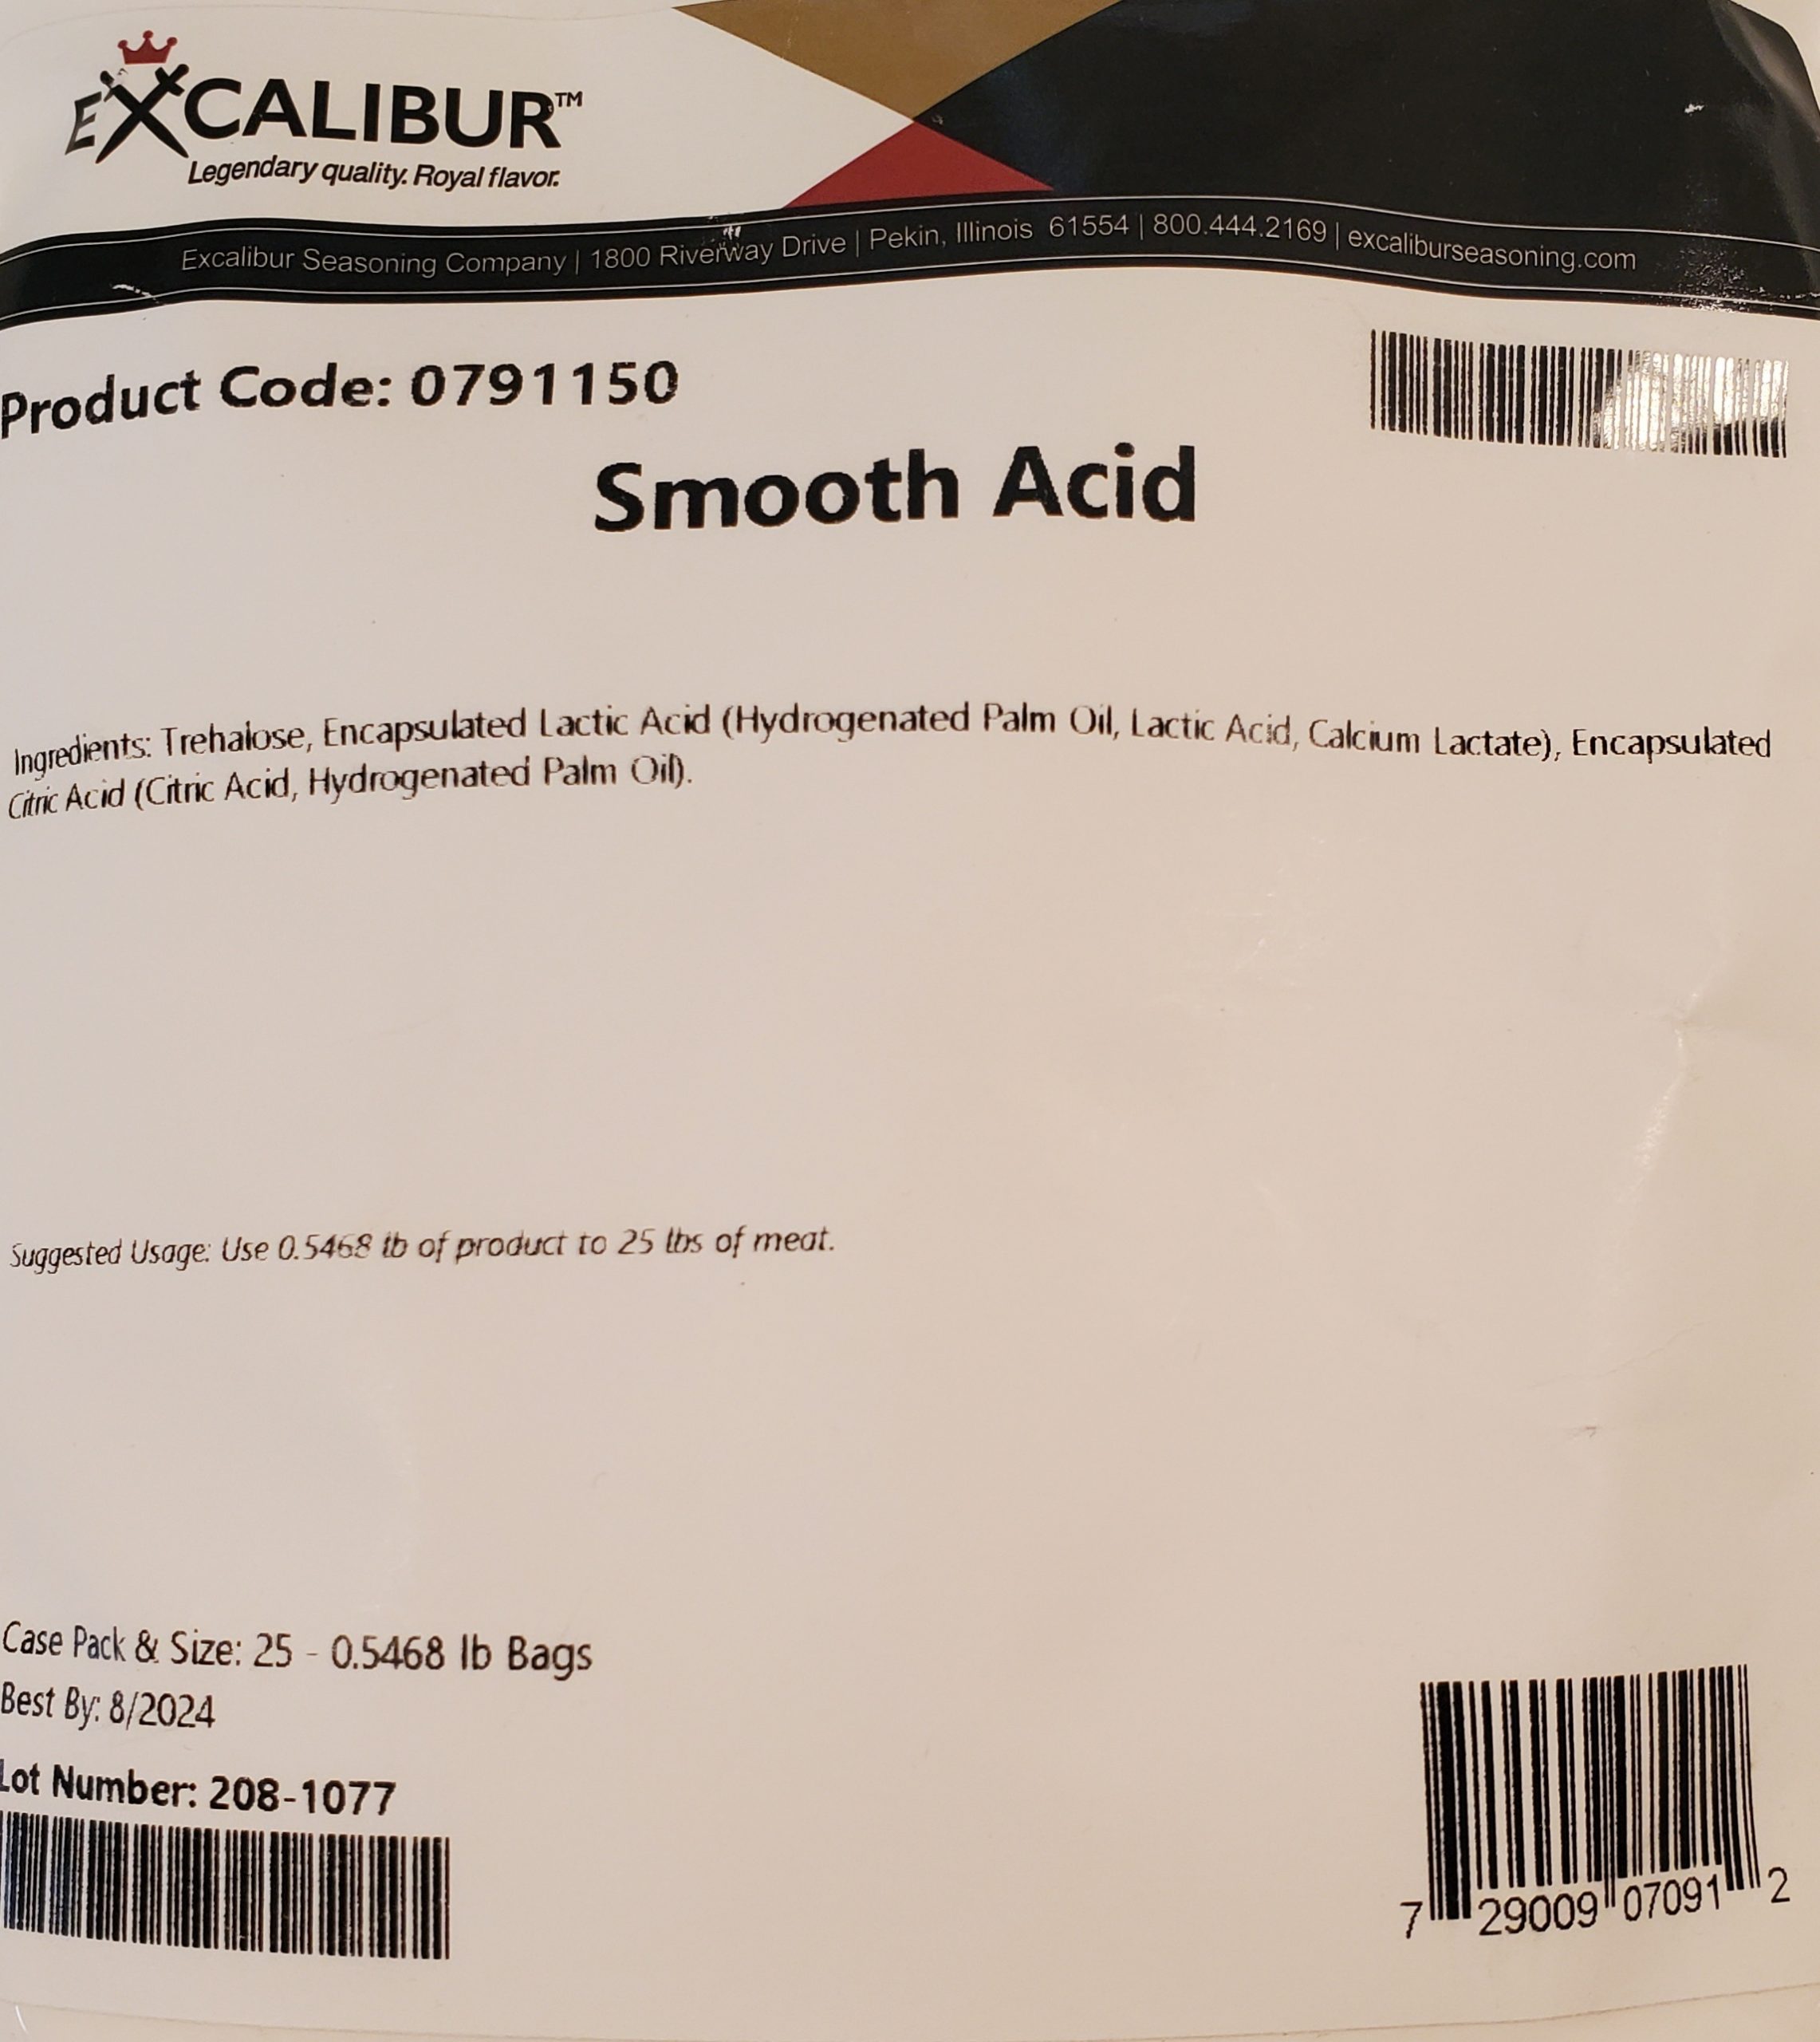 EXCALIBUR™
Legendary quality. Royal flavor.
Excalibur Seasoning Company | 1800 Riverway Drive | Pekin, Illinois 61554 | 800.444.2169 | excaliburseasoning.com
Product Code: 0791150
Smooth Acid
Ingredients: Trehalose, Encapsulated Lactic Acid (Hydrogenated Palm Oil, Lactic Acid, Calcium Lactate), Encapsulated
Citric Acid (Citric Acid, Hydrogenated Palm Oil).
Suggested Usage: Use 0.5468 lb of product to 25 lbs of meat.
Case Pack & Size: 25 - 0.5468 lb Bags
Best By: 8/2024
Lot Number: 208-1077
7 29009 07091 2